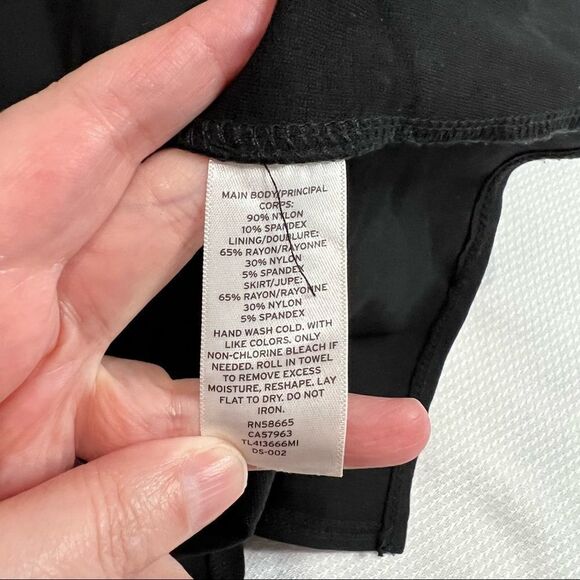 MAIN BODY/PRINCIPAL
CORPS:
90% NYLON
10% SPANDEX
LINING/DOUBLURE:
65% RAYON/RAYONNE
30% NYLON
5% SPANDEX
SKIRT/JUPE:
65% RAYON/RAYONNE
30% NYLON
5% SPANDEX
HAND WASH COLD. WITH
LIKE COLORS. ONLY
NON-CHLORINE BLEACH IF
NEEDED. ROLL IN TOWEL
TO REMOVE EXCESS
MOISTURE, RESHAPE. LAY
FLAT TO DRY. DO NOT
IRON.
RN58665
CA57963
TL413666MI
DS-002